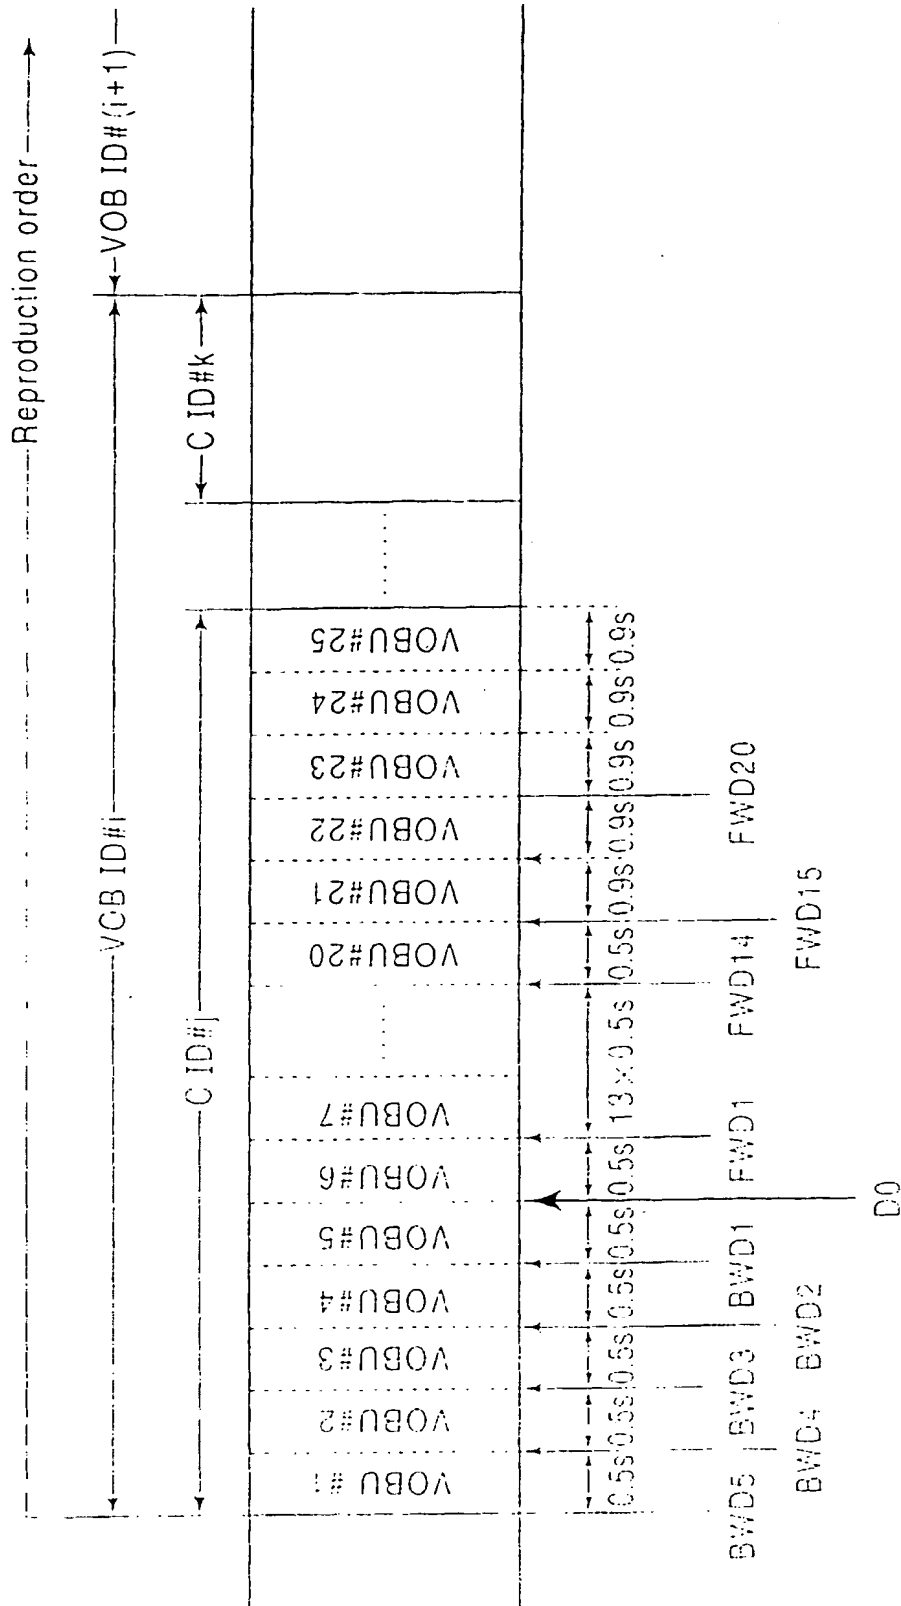 Reproduction order
VOB ID#i
VOB ID#(i+1)
C ID#j
C ID#k
VOBU #1
VOBU#2
VOBU#3
VOBU#4
VOBU#5
VOBU#6
VOBU#7
........
VOBU#20
VOBU#21
VOBU#22
VOBU#23
VOBU#24
VOBU#25
........
0.5s 0.5s 0.5s 0.5s 0.5s 0.5s 13×0.5s 0.5s 0.9s 0.9s 0.9s 0.9s 0.9s
BWD5 BWD3 BWD1 FWD1 FWD14 FWD20
BWD4 BWD2 FWD15
D0